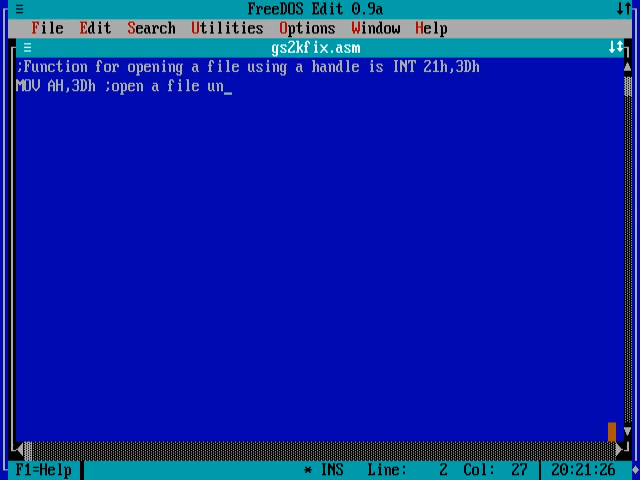 FreeDOS Edit 0.9a
File Edit Search Utilities Options Window Help
gs2kfix.asm
;Function for opening a file using a handle is INT 21h,3Dh
MOV AH,3Dh ;open a file un_
F1=Help * INS Line: 2 Col: 27 20:21:26